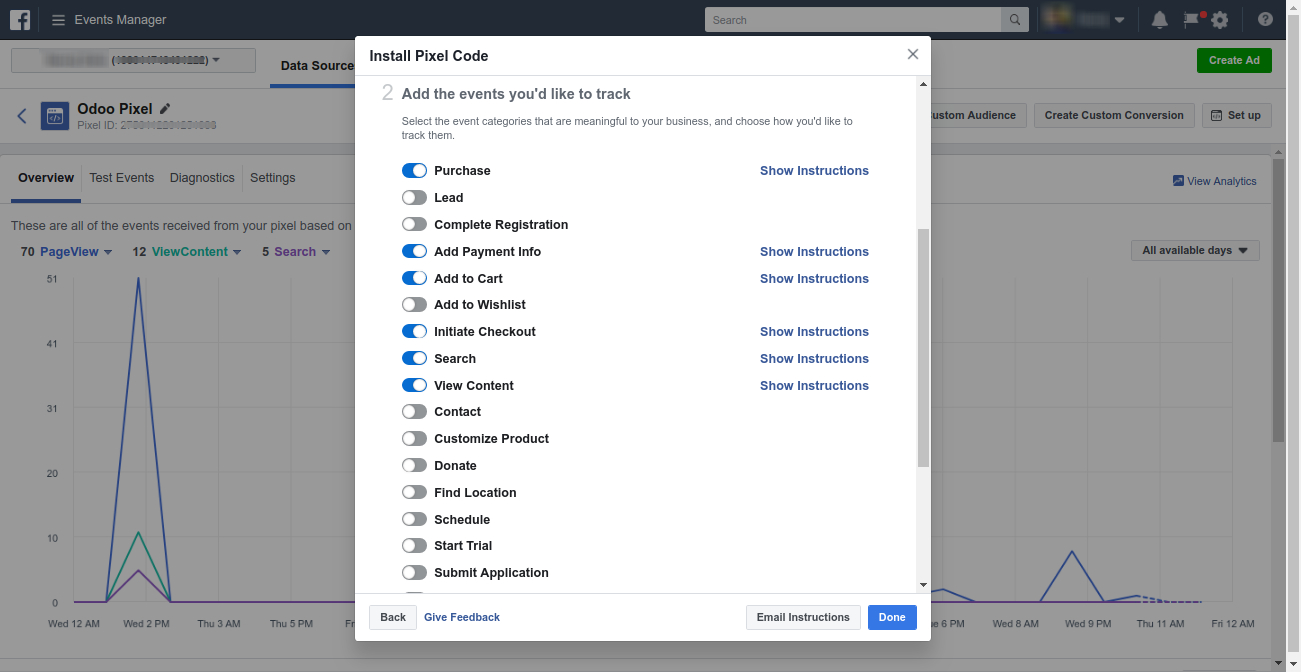 Events Manager
Search
Data Source
Create Ad
Odoo Pixel
Pixel ID:
ustom Audience
Create Custom Conversion
Set up
Overview
Test Events
Diagnostics
Settings
View Analytics
These are all of the events received from your pixel based on
70 PageView
12 ViewContent
5 Search
All available days
51
41
31
20
10
0
Wed 12 AM
Wed 2 PM
Thu 3 AM
Thu 5 PM
Fr
e 6 PM
Wed 8 AM
Wed 9 PM
Thu 11 AM
Fri 12 AM
Install Pixel Code
2 Add the events you'd like to track
Select the event categories that are meaningful to your business, and choose how you'd like to
track them.
Purchase Show Instructions
Lead
Complete Registration
Add Payment Info Show Instructions
Add to Cart Show Instructions
Add to Wishlist
Initiate Checkout Show Instructions
Search Show Instructions
View Content Show Instructions
Contact
Customize Product
Donate
Find Location
Schedule
Start Trial
Submit Application
Back
Give Feedback
Email Instructions
Done